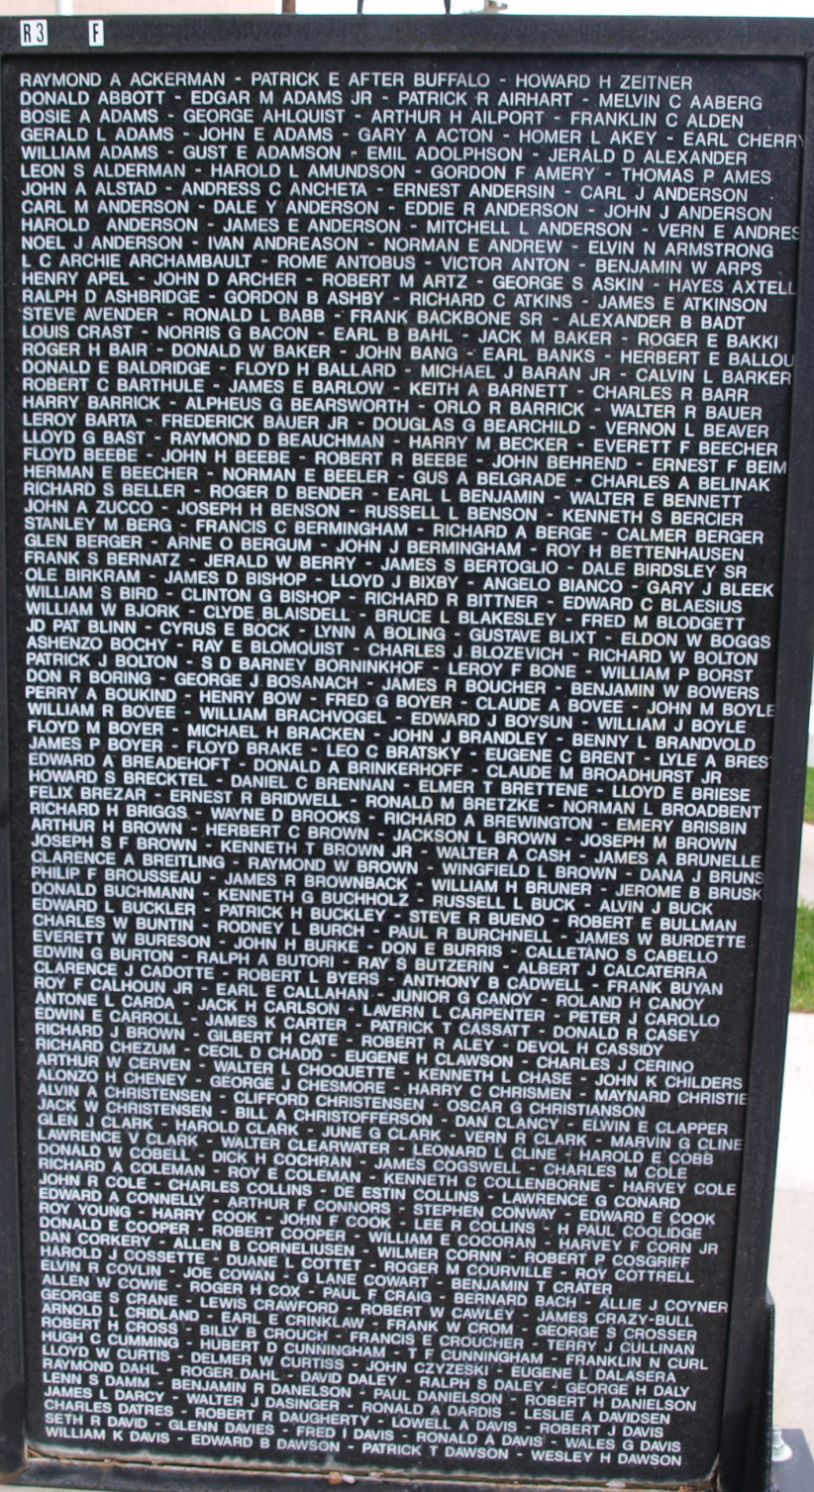 R3 F
RAYMOND A ACKERMAN - PATRICK E AFTER BUFFALO - HOWARD H ZEITNER
DONALD ABBOTT - EDGAR M ADAMS JR - PATRICK R AIRHART - MELVIN C AABERG
BOSIE A ADAMS - GEORGE AHLQUIST - ARTHUR H AILPORT - FRANKLIN C ALDEN
GERALD L ADAMS - JOHN E ADAMS - GARY A ACTON - HOMER L AKEY - EARL CHERRY
WILLIAM ADAMS - GUST E ADAMSON - EMIL ADOLPHSON - JERALD D ALEXANDER
LEON S ALDERMAN - HAROLD L AMUNDSON - GORDON F AMERY - THOMAS P AMES
JOHN A ALSTAD - ANDRESS C ANCHETA - ERNEST ANDERSIN - CARL J ANDERSON
CARL M ANDERSON - DALE Y ANDERSON - EDDIE R ANDERSON - JOHN J ANDERSON
HAROLD ANDERSON - JAMES E ANDERSON - MITCHELL L ANDERSON - VERN E ANDRES
NOEL J ANDERSON - IVAN ANDREASON - NORMAN E ANDREW - ELVIN N ARMSTRONG
L C ARCHIE ARCHAMBAULT - ROME ANTOBUS - VICTOR ANTON - BENJAMIN W ARPS
HENRY APEL - JOHN D ARCHER - ROBERT M ARTZ - GEORGE S ASKIN - HAYES AXTELL
RALPH D ASHBRIDGE - GORDON B ASHBY - RICHARD C ATKINS - JAMES E ATKINSON
STEVE AVENDER - RONALD L BABB - FRANK BACKBONE SR - ALEXANDER B BADT
LOUIS CRAST - NORRIS G BACON - EARL B BAHL - JACK M BAKER - ROGER E BAKKI
ROGER H BAIR - DONALD W BAKER - JOHN BANG - EARL BANKS - HERBERT E BALLOU
DONALD E BALDRIDGE - FLOYD H BALLARD - MICHAEL J BARAN JR - CALVIN L BARKER
ROBERT C BARTHULE - JAMES E BARLOW - KEITH A BARNETT - CHARLES R BARR
HARRY BARRICK - ALPHEUS G BEARSWORTH - ORLO R BARRICK - WALTER R BAUER
LEROY BARTA - FREDERICK BAUER JR - DOUGLAS G BEARCHILD - VERNON L BEAVER
LLOYD G BAST - RAYMOND D BEAUCHMAN - HARRY M BECKER - EVERETT F BEECHER
FLOYD BEEBE - JOHN H BEEBE - ROBERT R BEEBE - JOHN BEHREND - ERNEST F BEIM
HERMAN E BEECHER - NORMAN E BEELER - GUS A BELGRADE - CHARLES A BELINAK
RICHARD S BELLER - ROGER D BENDER - EARL L BENJAMIN - WALTER E BENNETT
JOHN A ZUCCO - JOSEPH H BENSON - RUSSELL L BENSON - KENNETH S BERCIER
STANLEY M BERG - FRANCIS C BERMINGHAM - RICHARD A BERGE - CALMER BERGER
GLEN BERGER - ARNE O BERGUM - JOHN J BERMINGHAM - ROY H BETTENHAUSEN
FRANK S BERNATZ - JERALD W BERRY - JAMES S BERTOGLIO - DALE BIRDSLEY SR
OLE BIRKRAM - JAMES D BISHOP - LLOYD J BIXBY - ANGELO BIANCO - GARY J BLEEK
WILLIAM S BIRD - CLINTON G BISHOP - RICHARD R BITTNER - EDWARD C BLAESIUS
WILLIAM W BJORK - CLYDE BLAISDELL - BRUCE L BLAKESLEY - FRED M BLODGETT
JD PAT BLINN - CYRUS E BOCK - LYNN A BOLING - GUSTAVE BLIXT - ELDON W BOGGS
ASHENZO BOCHY - RAY E BLOMQUIST - CHARLES J BLOZEVICH - RICHARD W BOLTON
PATRICK J BOLTON - S D BARNEY BORNINKHOF - LEROY F BONE - WILLIAM P BORST
DON R BORING - GEORGE J BOSANACH - JAMES R BOUCHER - BENJAMIN W BOWERS
PERRY A BOUKIND - HENRY BOW - FRED G BOYER - CLAUDE A BOVEE - JOHN M BOYLE
WILLIAM R BOVEE - WILLIAM BRACHVOGEL - EDWARD J BOYSUN - WILLIAM J BOYLE
FLOYD M BOYER - MICHAEL H BRACKEN - JOHN J BRANDLEY - BENNY L BRANDVOLD
JAMES P BOYER - FLOYD BRAKE - LEO C BRATSKY - EUGENE C BRENT - LYLE A BRES
EDWARD A BREADEHOFT - DONALD A BRINKERHOFF - CLAUDE M BROADHURST JR
HOWARD S BRECKTEL - DANIEL C BRENNAN - ELMER T BRETTENE - LLOYD E BRIESE
FELIX BREZAR - ERNEST R BRIDWELL - RONALD M BRETZKE - NORMAN L BROADBENT
RICHARD H BRIGGS - WAYNE D BROOKS - RICHARD A BREWINGTON - EMERY BRISBIN
ARTHUR H BROWN - HERBERT C BROWN - JACKSON L BROWN - JOSEPH M BROWN
JOSEPH S F BROWN - KENNETH T BROWN JR - WALTER A CASH - JAMES A BRUNELLE
CLARENCE A BREITLING - RAYMOND W BROWN - WINGFIELD L BROWN - DANA J BRUNS
PHILIP F BROUSSEAU - JAMES R BROWNBACK - WILLIAM H BRUNER - JEROME B BRUSK
DONALD BUCHMANN - KENNETH G BUCHHOLZ - RUSSELL L BUCK - ALVIN J BUCK
EDWARD L BUCKLER - PATRICK H BUCKLEY - STEVE R BUENO - ROBERT E BULLMAN
CHARLES W BUNTIN - RODNEY L BURCH - PAUL R BURCHNELL - JAMES W BURDETTE
EVERETT W BURESON - JOHN H BURKE - DON E BURRIS - CALLETANO S CABELLO
EDWIN G BURTON - RALPH A BUTORI - RAY S BUTZERIN - ALBERT J CALCATERRA
CLARENCE J CADOTTE - ROBERT L BYERS - ANTHONY B CADWELL - FRANK BUYAN
ROY F CALHOUN JR - EARL E CALLAHAN - JUNIOR G CANOY - ROLAND H CANOY
ANTONE L CARDA - JACK H CARLSON - LAVERN L CARPENTER - PETER J CAROLLO
EDWIN E CARROLL - JAMES K CARTER - PATRICK T CASSATT - DONALD R CASEY
RICHARD J BROWN - GILBERT H CATE - ROBERT R ALEY - DEVOL H CASSIDY
RICHARD CHEZUM - CECIL D CHADD - EUGENE H CLAWSON - CHARLES J CERINO
ARTHUR W CERVEN - WALTER L CHOQUETTE - KENNETH L CHASE - JOHN K CHILDERS
ALONZO H CHENEY - GEORGE J CHESMORE - HARRY C CHRISMEN - MAYNARD CHRISTIE
ALVIN A CHRISTENSEN - CLIFFORD CHRISTENSEN - OSCAR G CHRISTIANSON
JACK W CHRISTENSEN - BILL A CHRISTOFFERSON - DAN CLANCY - ELWIN E CLAPPER
GLEN J CLARK - HAROLD CLARK - JUNE G CLARK - VERN R CLARK - MARVIN G CLINE
LAWRENCE V CLARK - WALTER CLEARWATER - LEONARD L CLINE - HAROLD E COBB
DONALD W COBELL - DICK H COCHRAN - JAMES COGSWELL - CHARLES M COLE
RICHARD A COLEMAN - ROY E COLEMAN - KENNETH C COLLENBORNE - HARVEY COLE
JOHN R COLE - CHARLES COLLINS - DE ESTIN COLLINS - LAWRENCE G CONARD
EDWARD A CONNELLY - ARTHUR F CONNORS - STEPHEN CONWAY - EDWARD E COOK
ROY YOUNG - HARRY COOK - JOHN F COOK - LEE R COLLINS - H PAUL COOLIDGE
DONALD E COOPER - ROBERT COOPER - WILLIAM E COCORAN - HARVEY F CORN JR
DAN CORKERY - ALLEN B CORNELIUSEN - WILMER CORNN - ROBERT P COSGRIFF
HAROLD J COSSETTE - DUANE L COTTET - ROGER M COURVILLE - ROY COTTRELL
ELVIN R COVLIN - JOE COWAN - G LANE COWART - BENJAMIN T CRATER
ALLEN W COWIE - ROGER H COX - PAUL F CRAIG - BERNARD BACH - ALLIE J COYNER
GEORGE S CRANE - LEWIS CRAWFORD - ROBERT W CAWLEY - JAMES CRAZY-BULL
ARNOLD L CRIDLAND - EARL E CRINKLAW - FRANK W CROM - GEORGE S CROSSER
ROBERT H CROSS - BILLY B CROUCH - FRANCIS E CROUCHER - TERRY J CULLINAN
HUGH C CUMMING - HUBERT D CUNNINGHAM - T F CUNNINGHAM - FRANKLIN N CURL
LLOYD W CURTIS - DELMER W CURTISS - JOHN CZYZESKI - EUGENE L DALASERA
RAYMOND DAHL - ROGER DAHL - DAVID DALEY - RALPH S DALEY - GEORGE H DALY
LENN S DAMM - BENJAMIN R DANELSON - PAUL DANIELSON - ROBERT H DANIELSON
JAMES L DARCY - WALTER J DASINGER - RONALD A DARDIS - LESLIE A DAVIDSEN
CHARLES DATRES - ROBERT R DAUGHERTY - LOWELL A DAVIS - ROBERT J DAVIS
SETH R DAVID - GLENN DAVIES - FRED I DAVIS - RONALD A DAVIS - WALES G DAVIS
WILLIAM K DAVIS - EDWARD B DAWSON - PATRICK T DAWSON - WESLEY H DAWSON